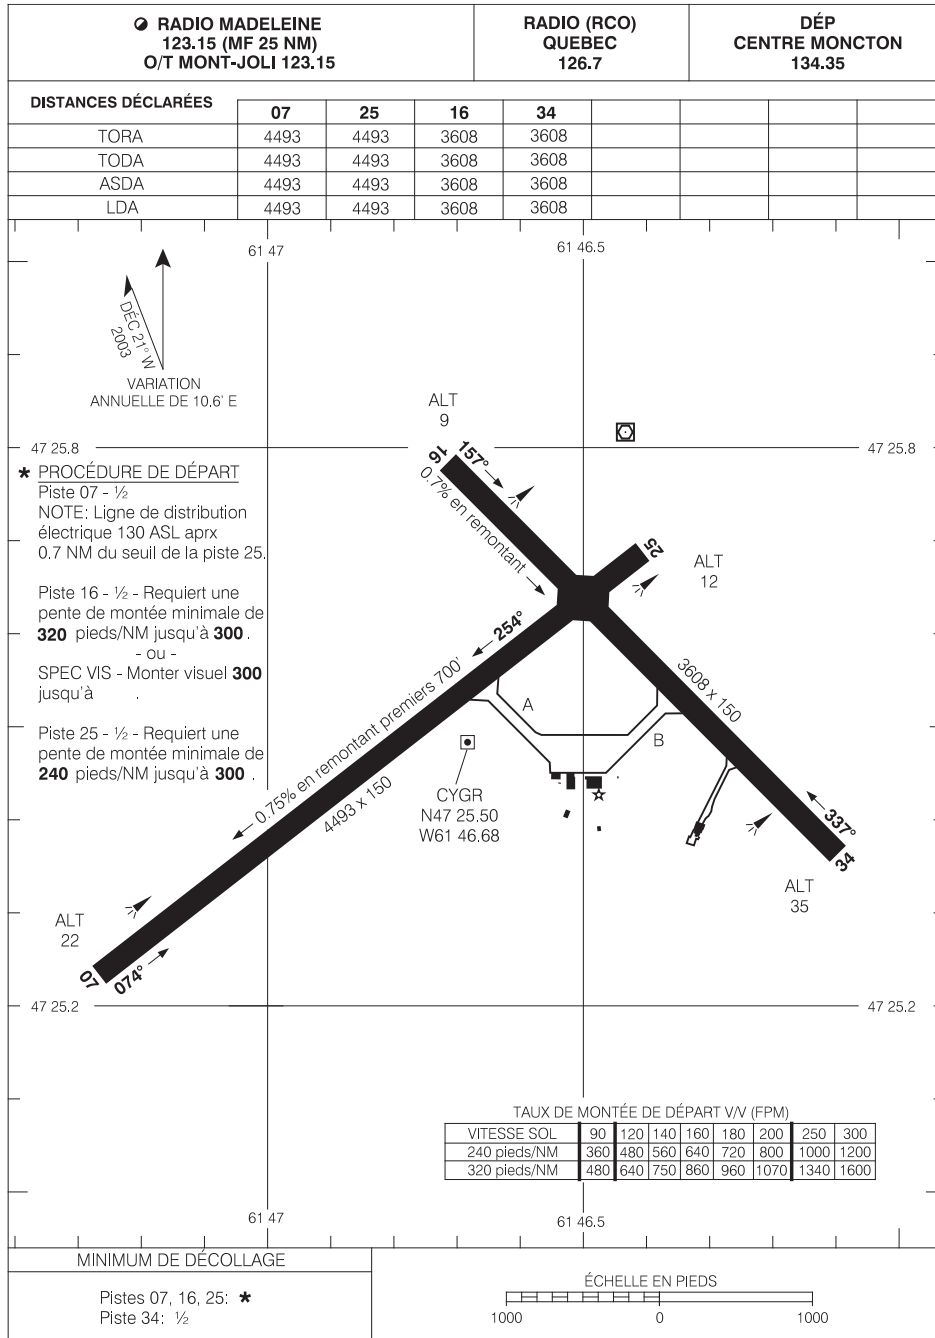 RADIO MADELEINE
123.15 (MF 25 NM)
O/T MONT-JOLI 123.15
RADIO (RCO)
QUEBEC
126.7
DÉP
CENTRE MONCTON
134.35
DISTANCES DÉCLARÉES 07 25 16 34
TORA 4493 4493 3608 3608
TODA 4493 4493 3608 3608
ASDA 4493 4493 3608 3608
LDA 4493 4493 3608 3608
61 47 61 46.5
DÉC 21° W
2003
VARIATION
ANNUELLE DE 10.6' E
ALT
9
47 25.8 47 25.8
16
157°
0.7% en remontant
* PROCÉDURE DE DÉPART
Piste 07 - ½
NOTE: Ligne de distribution
électrique 130 ASL aprx
0.7 NM du seuil de la piste 25.
Piste 16 - ½ - Requiert une
pente de montée minimale de
320 pieds/NM jusqu'à 300 .
- ou -
SPEC VIS - Monter visuel 300
jusqu'à .
Piste 25 - ½ - Requiert une
pente de montée minimale de
240 pieds/NM jusqu'à 300 .
25
ALT
12
254°
0.75% en remontant premiers 700'
4493 x 150
3608 x 150
A
B
CYGR
N47 25.50
W61 46.68
337°
34
ALT
35
ALT
22
07
074°
47 25.2 47 25.2
TAUX DE MONTÉE DE DÉPART V/V (FPM)
VITESSE SOL 90 120 140 160 180 200 250 300
240 pieds/NM 360 480 560 640 720 800 1000 1200
320 pieds/NM 480 640 750 860 960 1070 1340 1600
61 47 61 46.5
MINIMUM DE DÉCOLLAGE
Pistes 07, 16, 25: *
Piste 34: ½
ÉCHELLE EN PIEDS
1000 0 1000